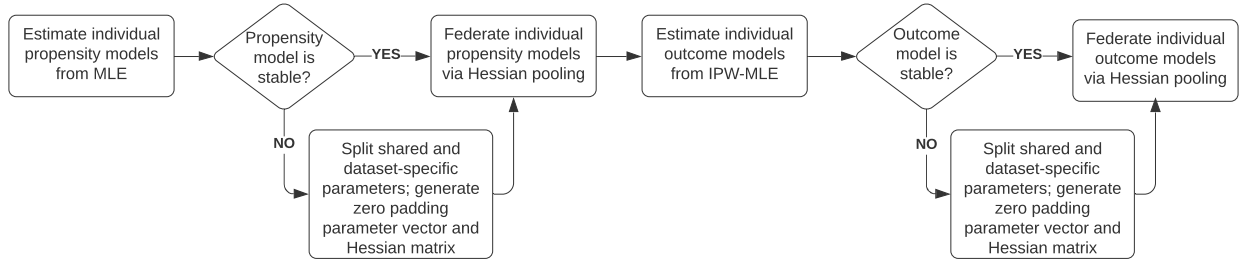 Estimate individual
propensity models
from MLE
Propensity
model is
stable?
YES
Federate individual
propensity models
via Hessian pooling
NO
Split shared and
dataset-specific
parameters; generate
zero padding
parameter vector and
Hessian matrix
Estimate individual
outcome models
from IPW-MLE
Outcome
model is
stable?
YES
Federate individual
outcome models
via Hessian pooling
NO
Split shared and
dataset-specific
parameters; generate
zero padding
parameter vector and
Hessian matrix